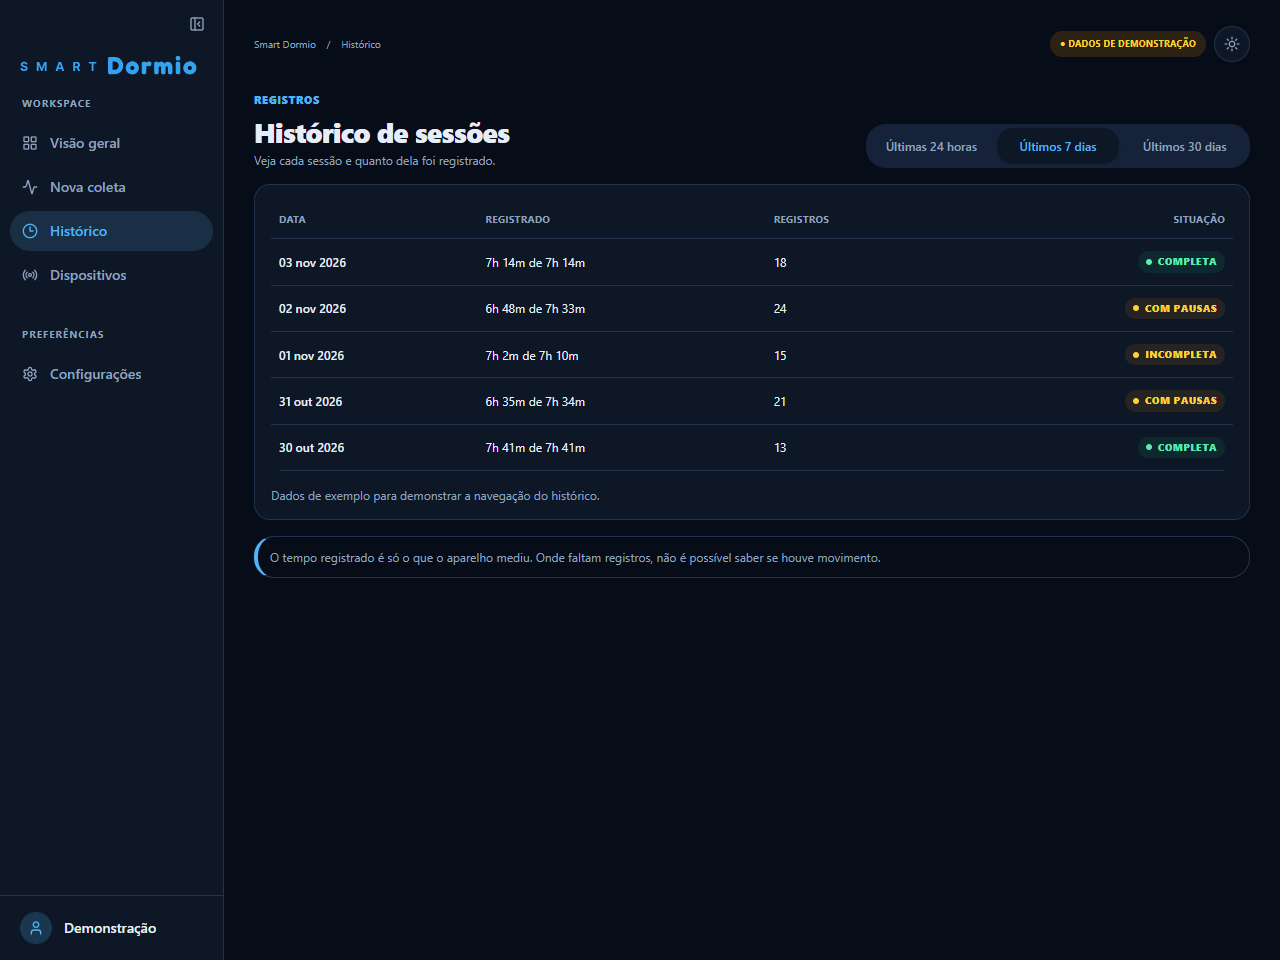 SMART Dormio
WORKSPACE
Visão geral
Nova coleta
Histórico
Dispositivos
PREFERÊNCIAS
Configurações
Demonstração
Smart Dormio / Histórico
DADOS DE DEMONSTRAÇÃO
REGISTROS
Histórico de sessões
Veja cada sessão e quanto dela foi registrado.
Últimas 24 horas Últimos 7 dias Últimos 30 dias
DATA REGISTRADO REGISTROS SITUAÇÃO
03 nov 2026 7h 14m de 7h 14m 18 COMPLETA
02 nov 2026 6h 48m de 7h 33m 24 COM PAUSAS
01 nov 2026 7h 2m de 7h 10m 15 INCOMPLETA
31 out 2026 6h 35m de 7h 34m 21 COM PAUSAS
30 out 2026 7h 41m de 7h 41m 13 COMPLETA
Dados de exemplo para demonstrar a navegação do histórico.
O tempo registrado é só o que o aparelho mediu. Onde faltam registros, não é possível saber se houve movimento.